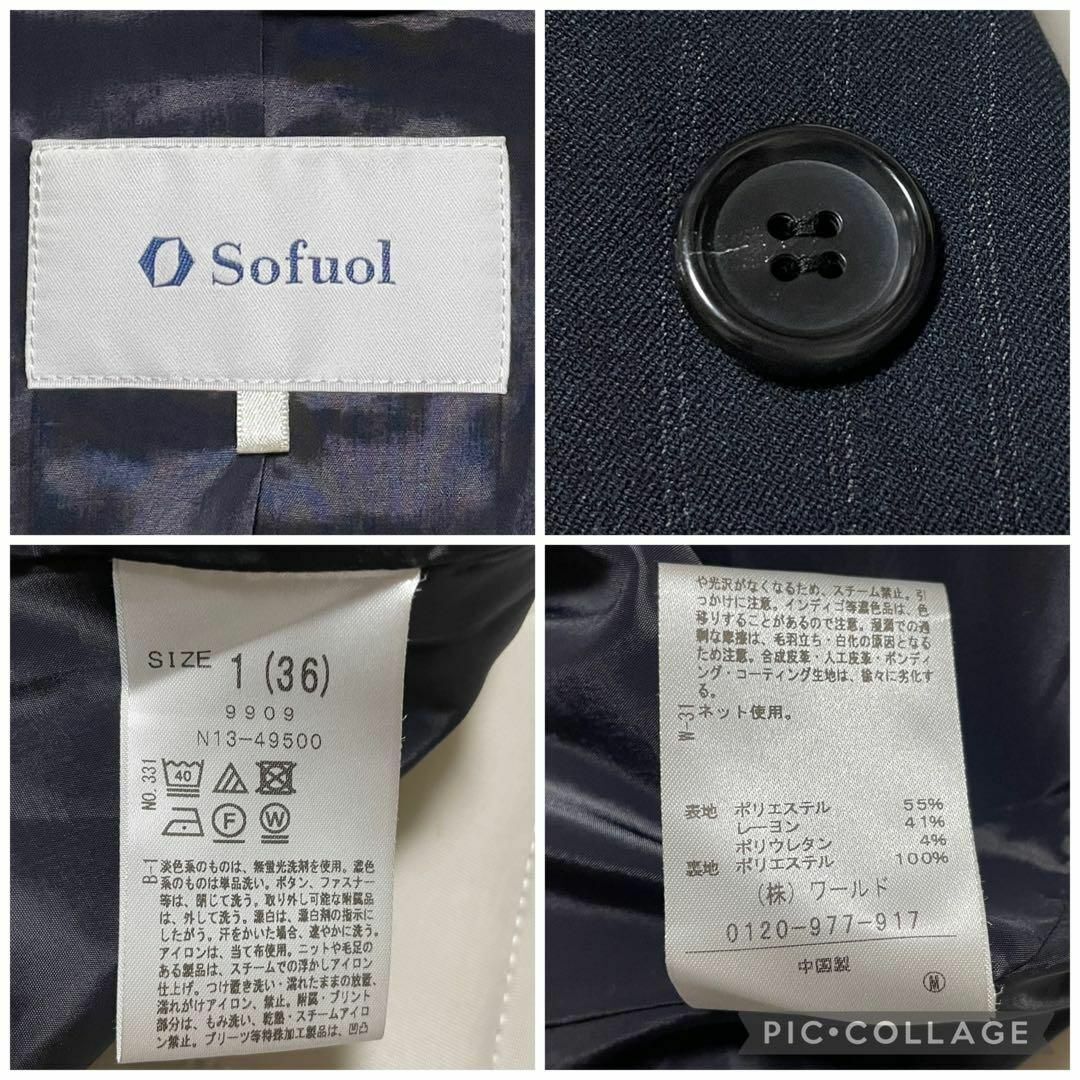 Sofuol
SIZE 1 (36)
9909
N13-49500
NO.331
40
F
W
B-1
淡色系のものは、無蛍光洗剤を使用。濃色
系のものは単品洗い。ボタン、ファスナー
等は、閉じて洗う。取り外し可能な附属品
は、外して洗う。漂白は、漂白剤の指示に
したがう。汗をかいた場合、速やかに洗う。
アイロンは、当て布使用。ニットや毛足の
ある製品は、スチームでの浮かしアイロン
仕上げ。つけ置き洗い・濡れたままの放置、
濡れがけアイロン、禁止。附属・プリント
部分は、もみ洗い、乾熱・スチームアイロ
ン禁止。プリーツ等特殊加工製品は、凹凸
や光沢がなくなるため、スチーム禁止。引
っかけに注意。インディゴ等濃色品は、色
移りすることがあるので注意。湿潤での過
剰な摩擦は、毛羽立ち・白化の原因となる
ため注意。合成皮革・人工皮革・ボンディ
ング・コーティング生地は、徐々に劣化す
る。
W-31
ネット使用。
表地 ポリエステル 55%
レーヨン 41%
ポリウレタン 4%
裏地 ポリエステル 100%
(株) ワールド
0120-977-917
中国製
M
PIC•COLLAGE